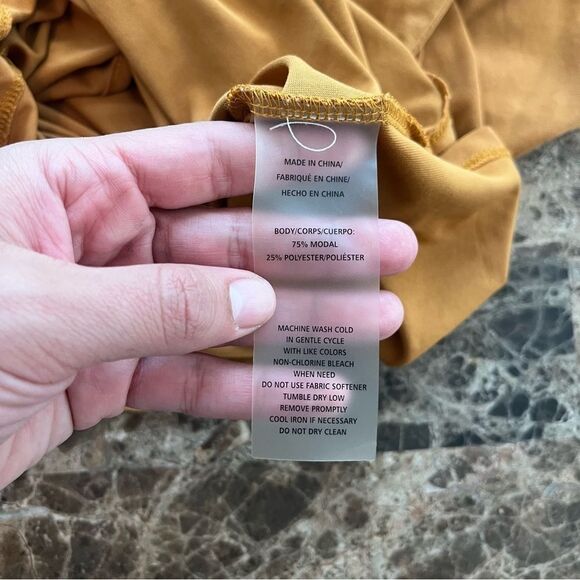 MADE IN CHINA/
FABRIQUÉ EN CHINE/
HECHO EN CHINA
BODY/CORPS/CUERPO:
75% MODAL
25% POLYESTER/POLIÉSTER
MACHINE WASH COLD
IN GENTLE CYCLE
WITH LIKE COLORS
NON-CHLORINE BLEACH
WHEN NEED
DO NOT USE FABRIC SOFTENER
TUMBLE DRY LOW
REMOVE PROMPTLY
COOL IRON IF NECESSARY
DO NOT DRY CLEAN